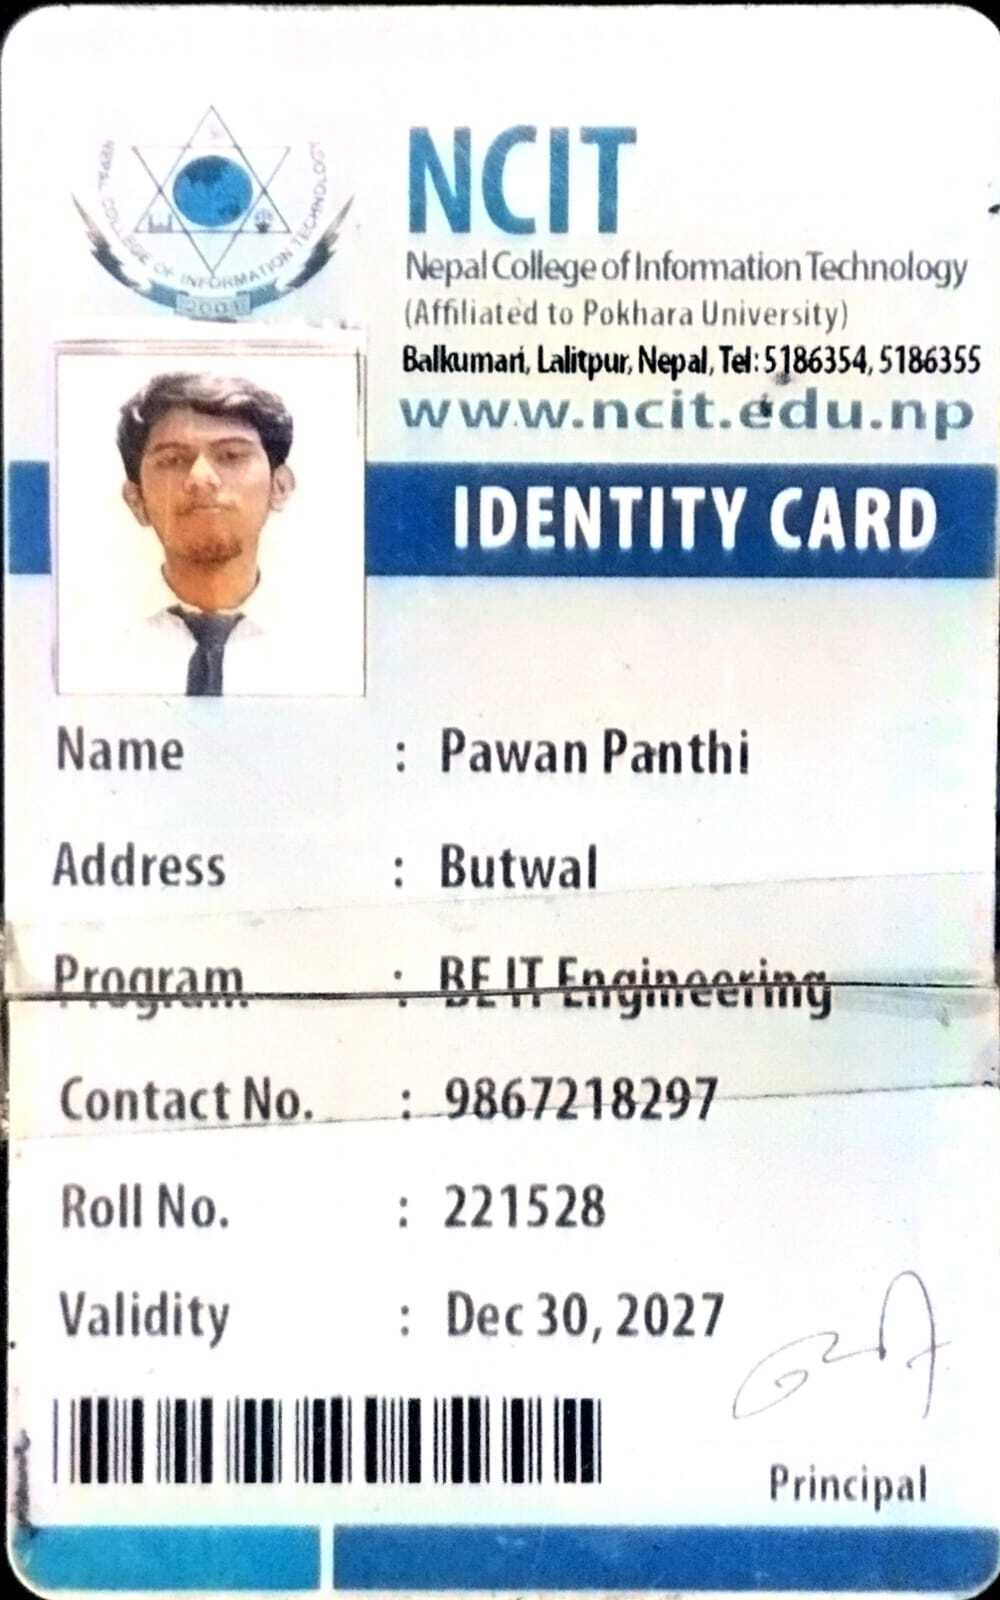 NEPAL COLLEGE OF INFORMATION TECHNOLOGY
2001
NCIT
Nepal College of Information Technology
(Affiliated to Pokhara University)
Balkumari, Lalitpur, Nepal, Tel: 5186354, 5186355
www.ncit.edu.np
IDENTITY CARD
Name : Pawan Panthi
Address : Butwal
Program : BE IT Engineering
Contact No. : 9867218297
Roll No. : 221528
Validity : Dec 30, 2027
Principal